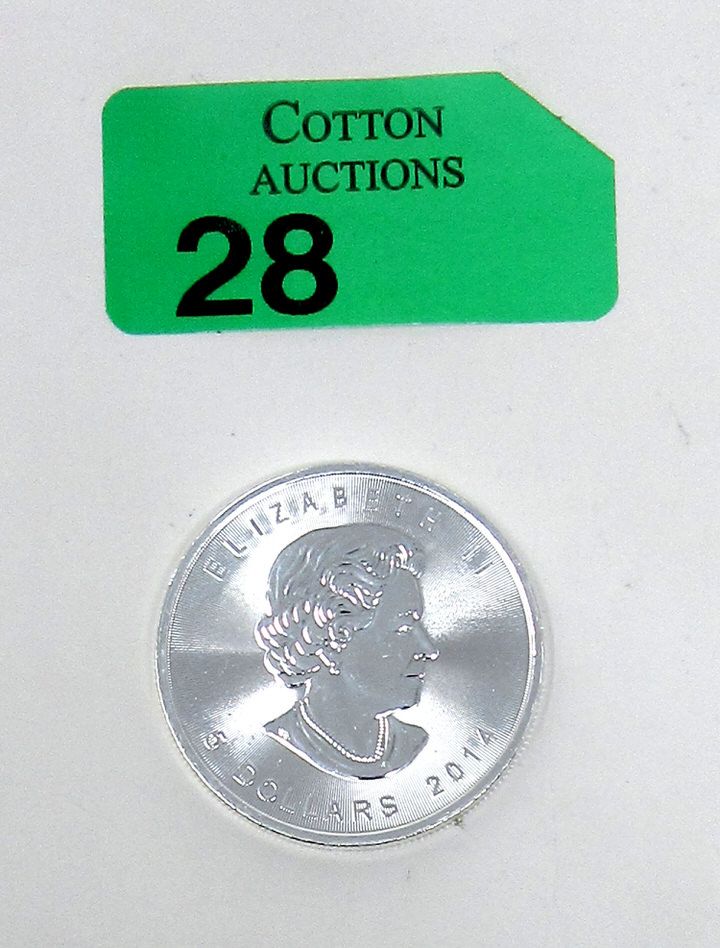 COTTON
AUCTIONS
28
ELIZABETH II
5 DOLLARS 2014